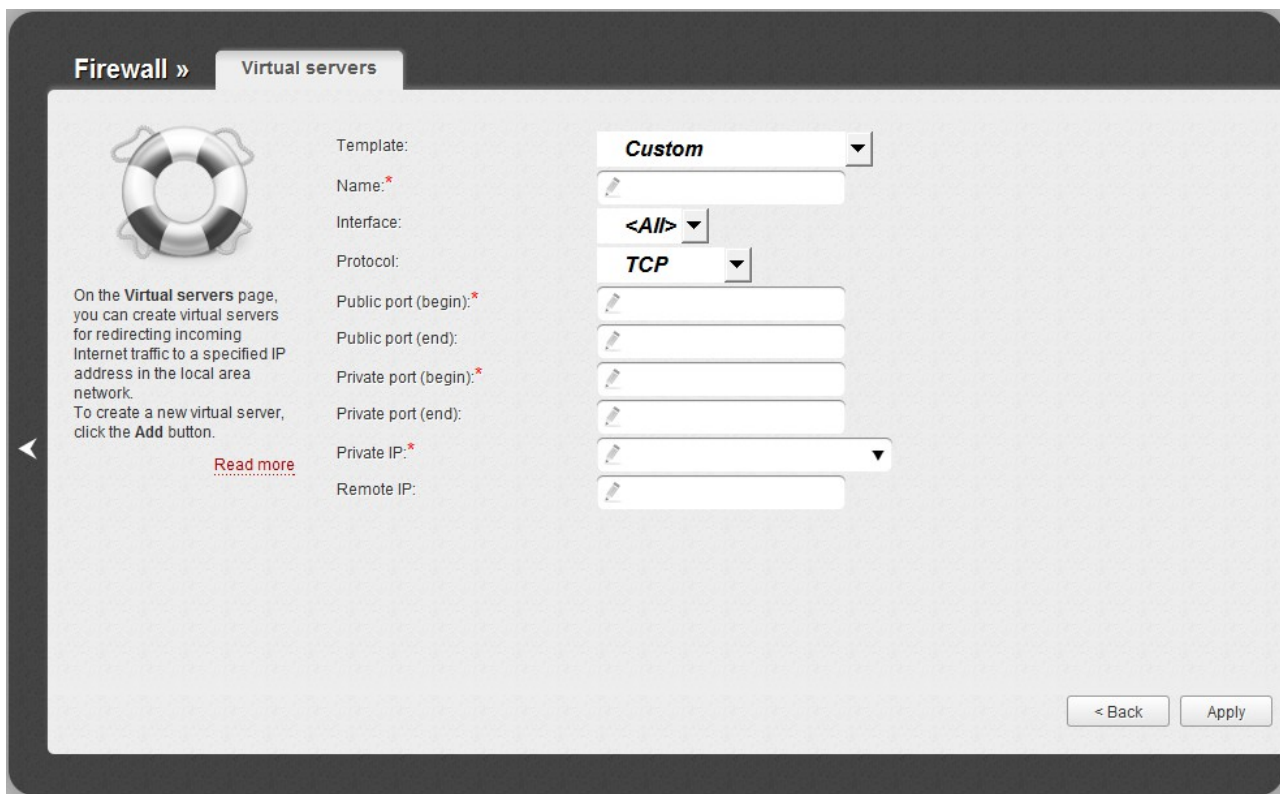 Firewall »
Virtual servers
On the Virtual servers page,
you can create virtual servers
for redirecting incoming
Internet traffic to a specified IP
address in the local area
network.
To create a new virtual server,
click the Add button.
Read more
Template:
Custom
Name:*
Interface:
<All>
Protocol:
TCP
Public port (begin):*
Public port (end):
Private port (begin):*
Private port (end):
Private IP:*
Remote IP:
< Back
Apply